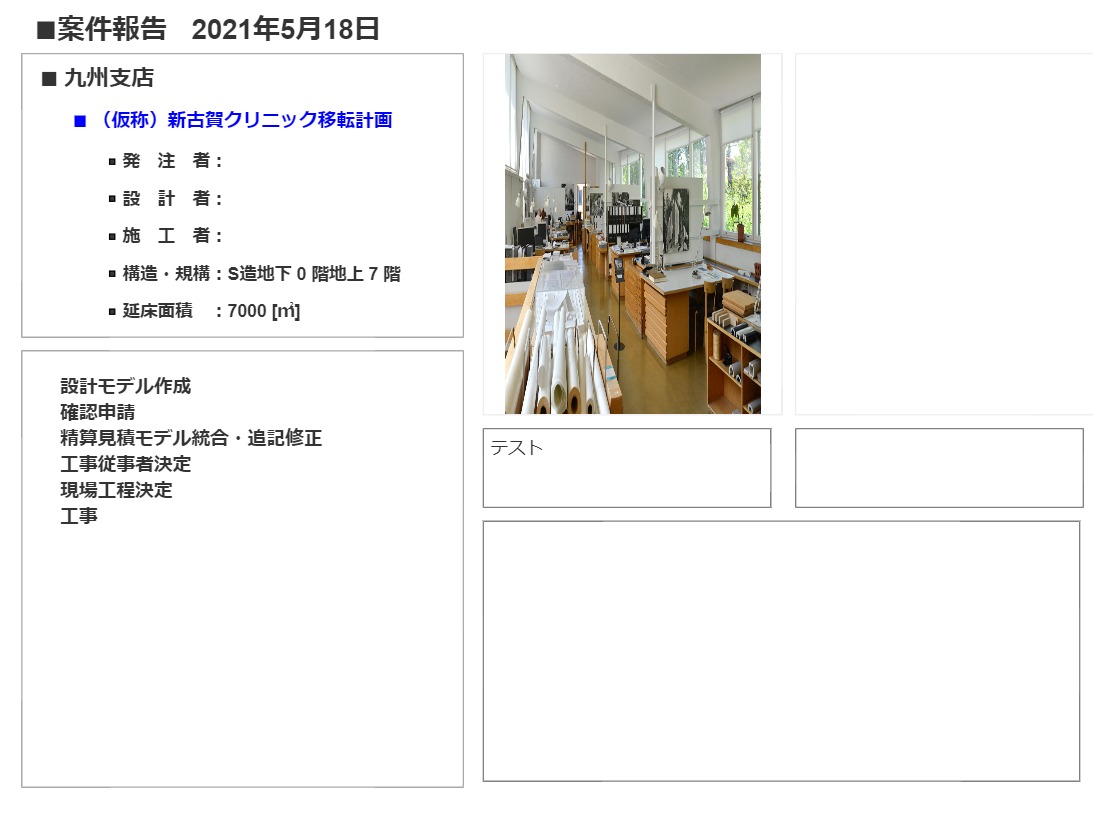 ■案件報告 2021年5月18日
■ 九州支店
■ （仮称）新古賀クリニック移転計画
▪ 発　注　者：
▪ 設　計　者：
▪ 施　工　者：
▪ 構造・規構：S造地下 0 階地上 7 階
▪ 延床面積　：7000 [㎡]
設計モデル作成
確認申請
精算見積モデル統合・追記修正
工事従事者決定
現場工程決定
工事
テスト